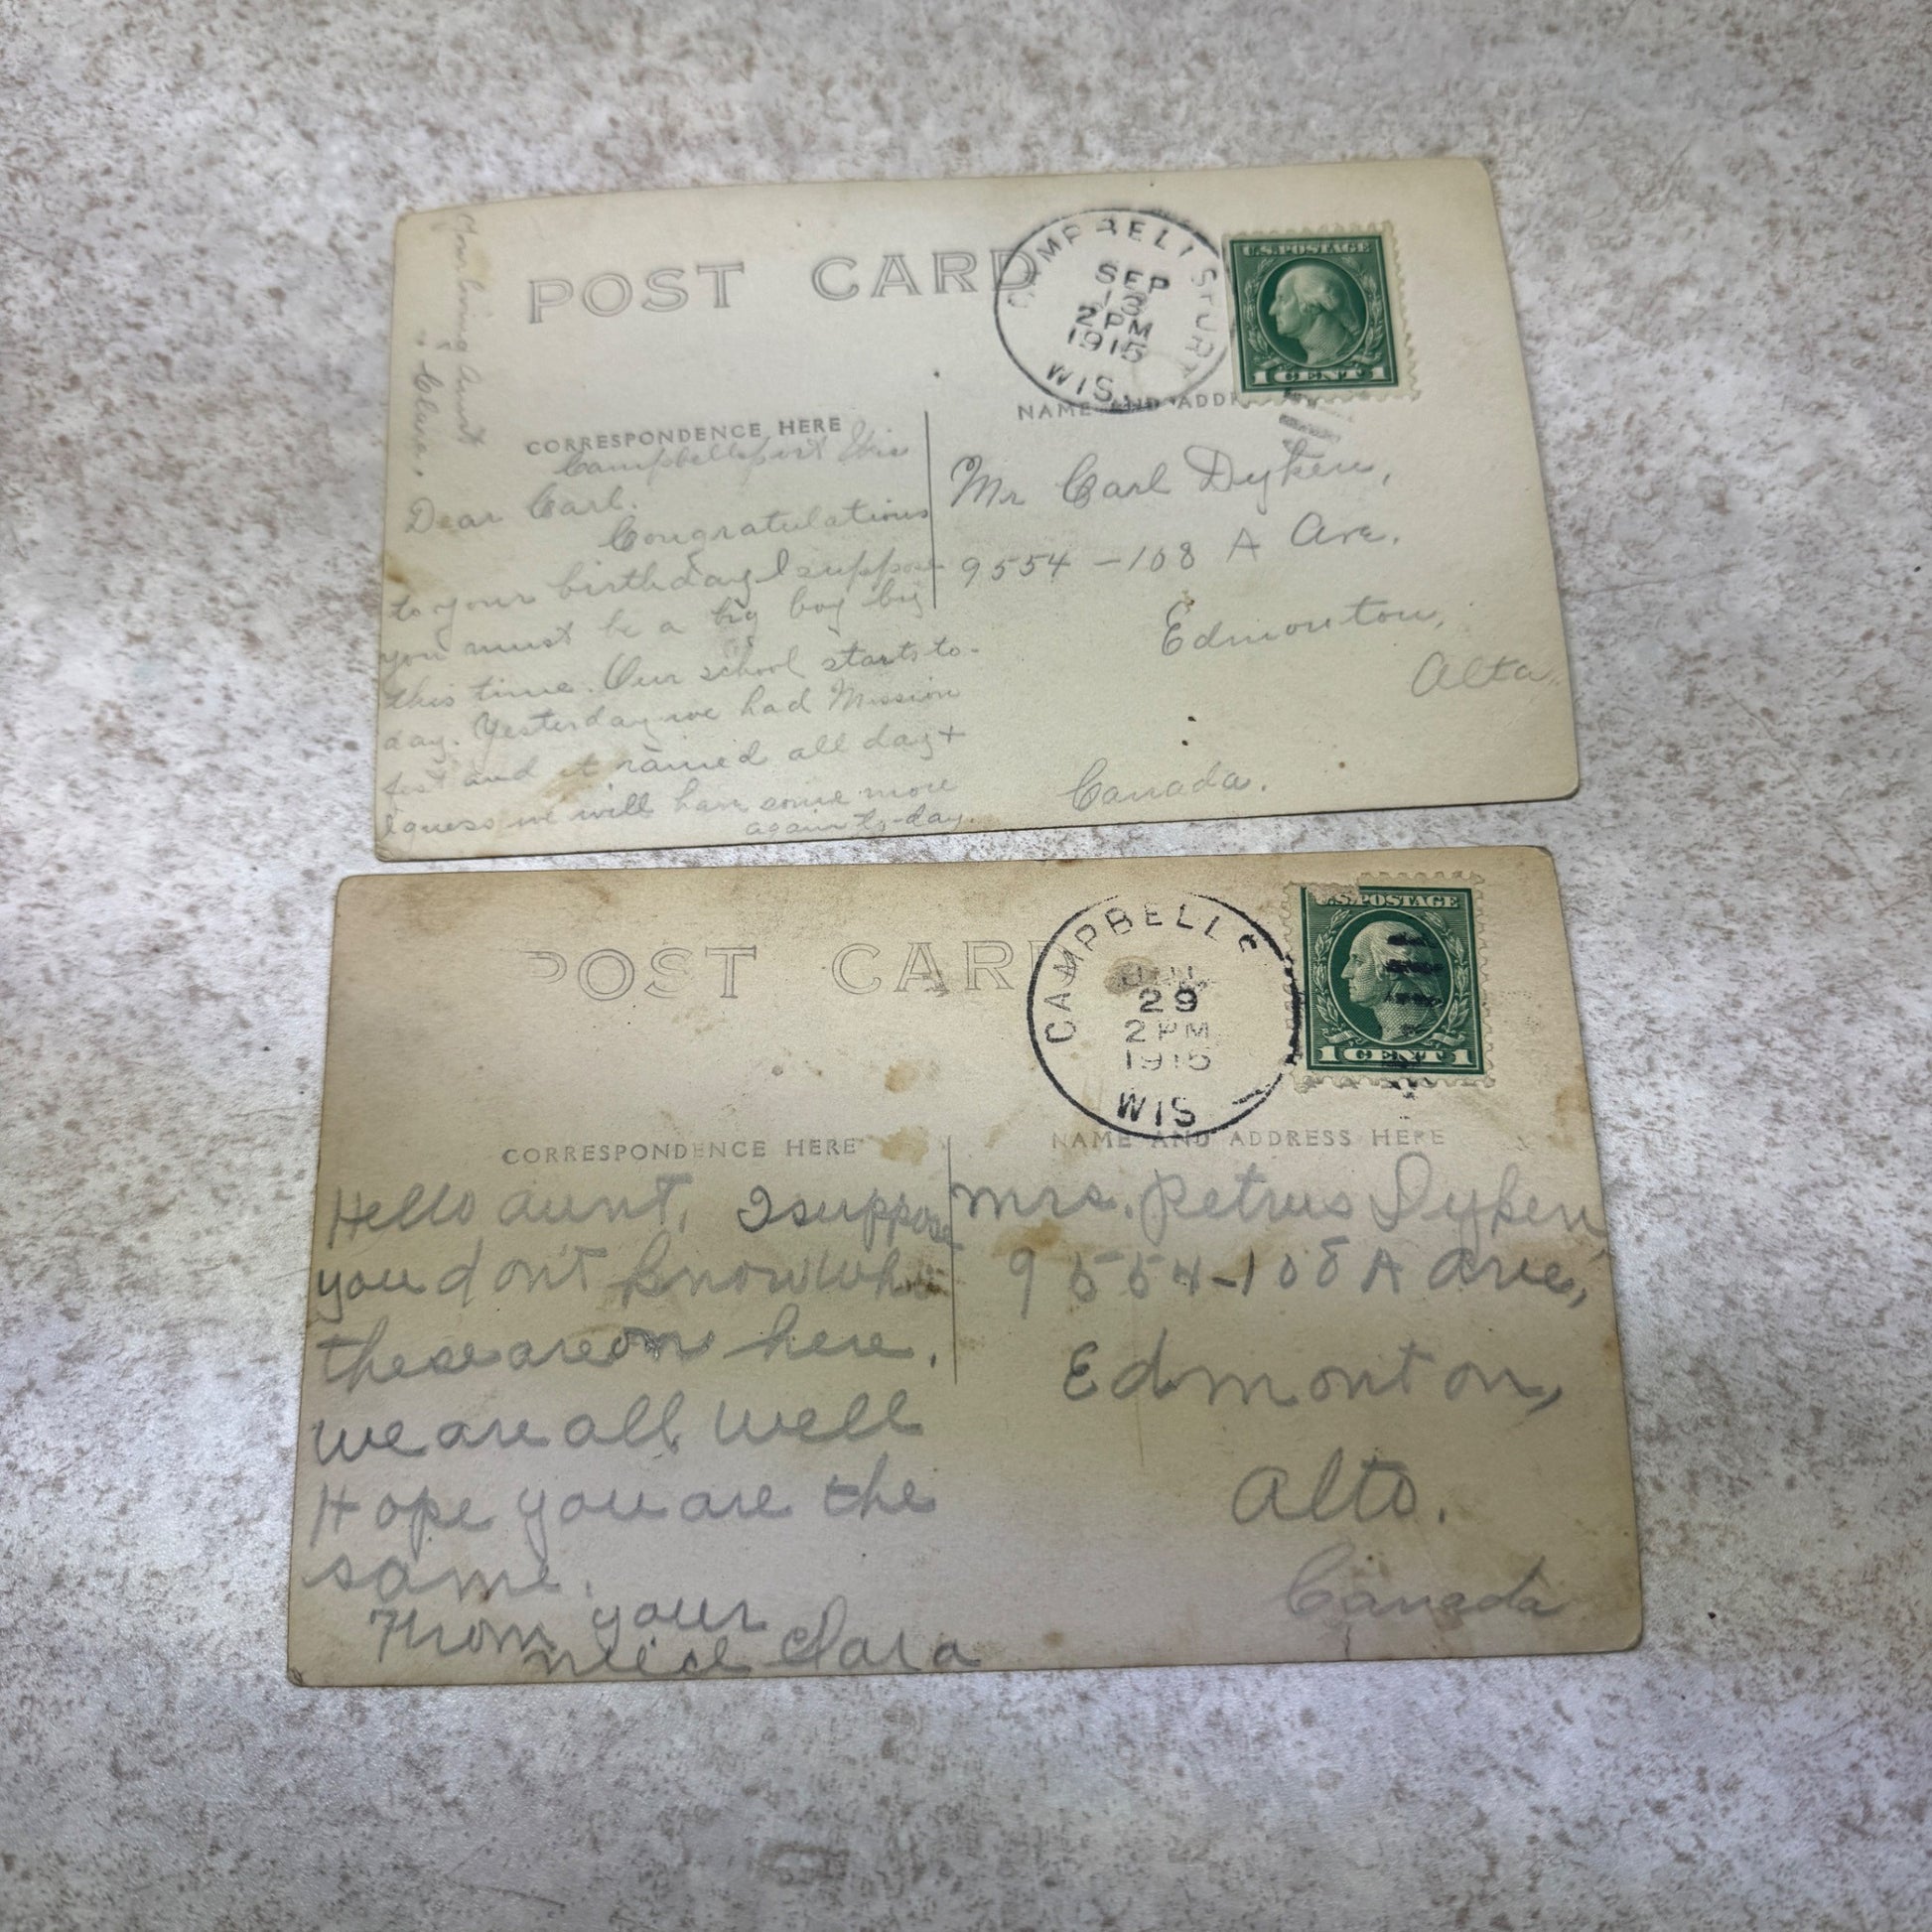 POST CARD
CAMPBELLSPORT
SEP
13
2 PM
1915
WIS.
U.S. POSTAGE
1 CENT 1
CORRESPONDENCE HERE
NAME AND ADDR
Campbellsport Wis
Dear Carl.
Congratulations
to your birthday I suppose
you must be a big boy by
this time. Our school starts to-
day. Yesterday we had Mission
fest and it rained all day +
I guess we will have some more
again to-day.
Your loving Aunt
Mr Carl Dyken,
9554 - 108 A Ave.
Edmonton,
Alta.
Canada.
POST CARD
CAMPBELLS
29
2 PM
1915
WIS
U.S. POSTAGE
1 CENT 1
CORRESPONDENCE HERE
NAME AND ADDRESS HERE
Hello aunt, I suppose
you don't know who
these are on here.
we are all well
Hope you are the
same.
From your
niece Clara
Mrs. Petrus Dyken,
9554-108 A Ave,
Edmonton,
Alta.
Canada